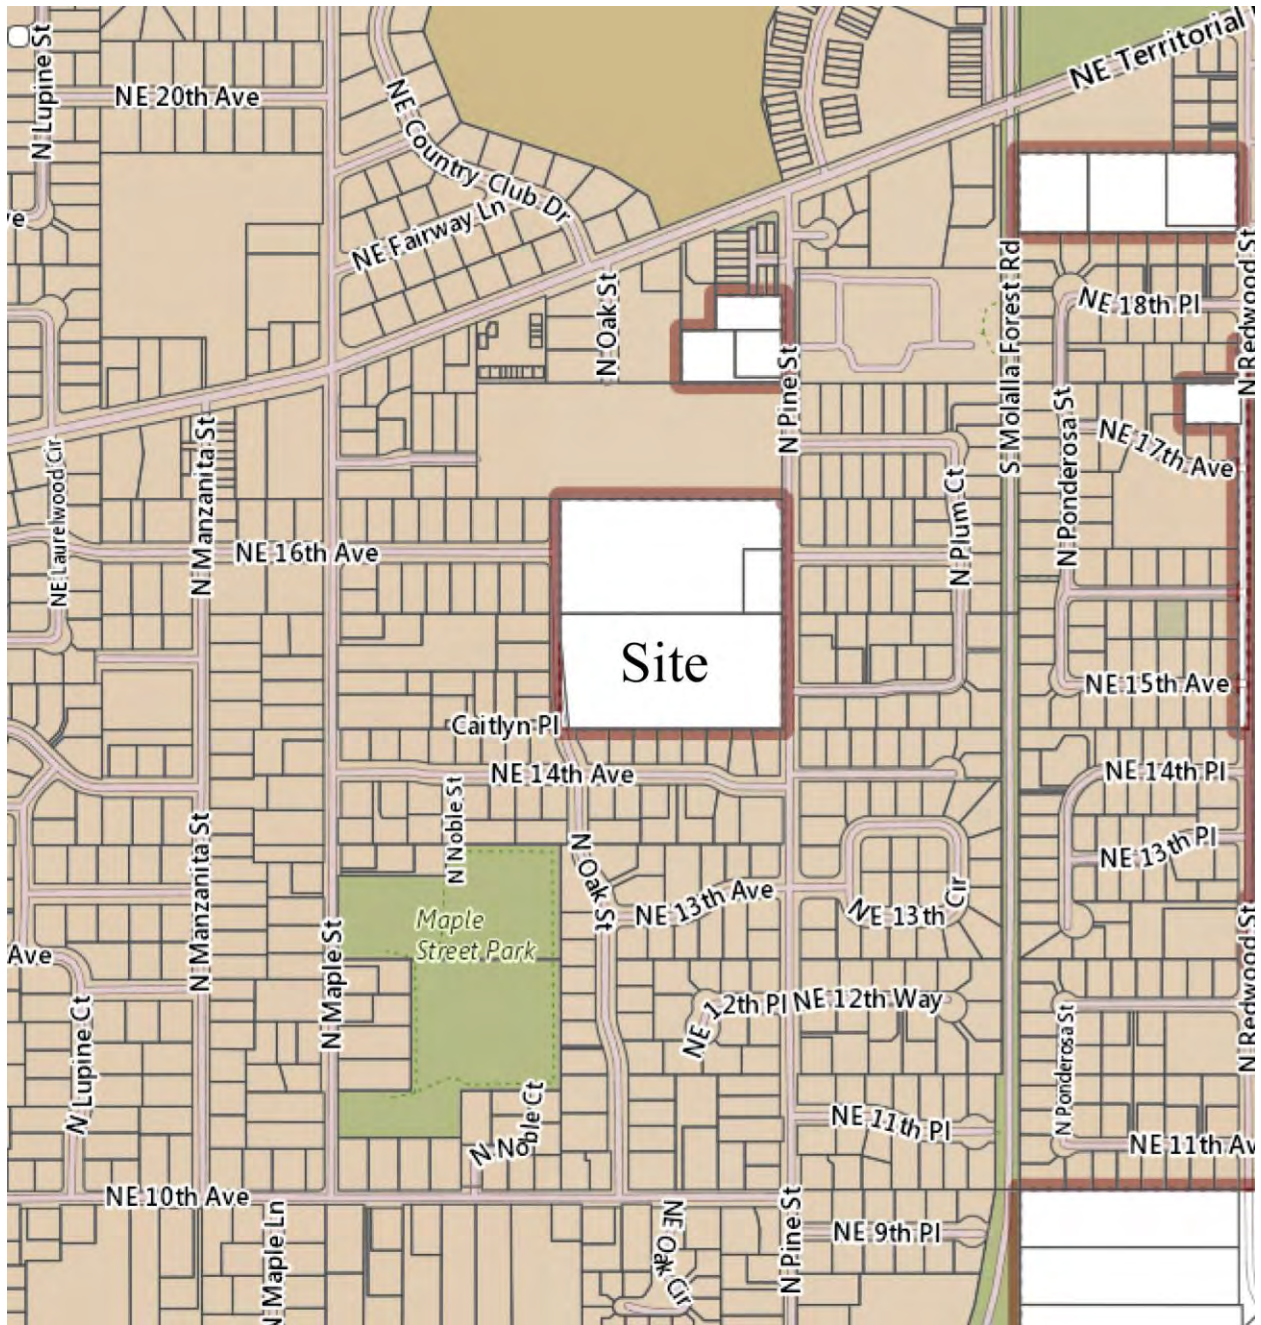 N Lupine St
NE 20th Ave
NE Country Club Dr
NE Fairway Ln
NE Territorial
ve
N Oak St
S Molalla Forest Rd
N Redwood St
NE 18th Pl
N Pine St
N Ponderosa St
NE 17th Ave
NE Laurelwood Cir
N Manzanita St
N Plum Ct
NE 16th Ave
Site
NE 15th Ave
Caitlyn Pl
NE 14th Ave
NE 14th Pl
N Noble St
N Manzanita St
N Oak St
NE 13th Pl
NE 13th Ave
NE 13th Cir
Maple
Street Park
N Maple St
Ave
N Lupine Ct
NE 12th Pl
NE 12th Way
N Ponderosa St
N Redwood St
N Noble Ct
NE 11th Pl
NE 11th Av
NE 10th Ave
N Maple Ln
NE Oak Cir
N Pine St
NE 9th Pl